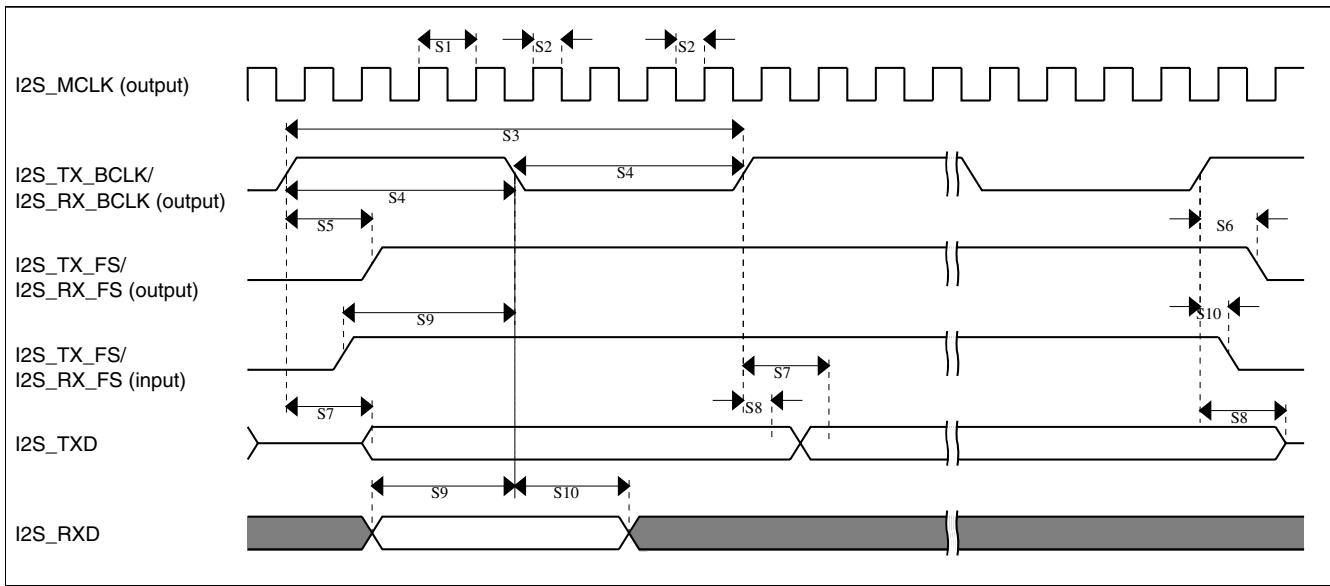 S1 S2 S2
I2S_MCLK (output)
S3
I2S_TX_BCLK/
I2S_RX_BCLK (output)
S4
S4
S5
S6
I2S_TX_FS/
I2S_RX_FS (output)
S9
S10
I2S_TX_FS/
I2S_RX_FS (input)
S7
S7
S8
S8
I2S_TXD
S9
S10
I2S_RXD